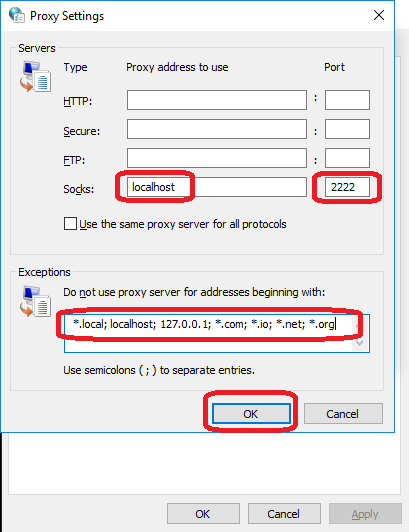 Proxy Settings
Servers
Type Proxy address to use Port
HTTP: :
Secure: :
FTP: :
Socks: localhost : 2222
Use the same proxy server for all protocols
Exceptions
Do not use proxy server for addresses beginning with:
*.local; localhost; 127.0.0.1; *.com; *.io; *.net; *.org
Use semicolons ( ; ) to separate entries.
OK Cancel
OK Cancel Apply